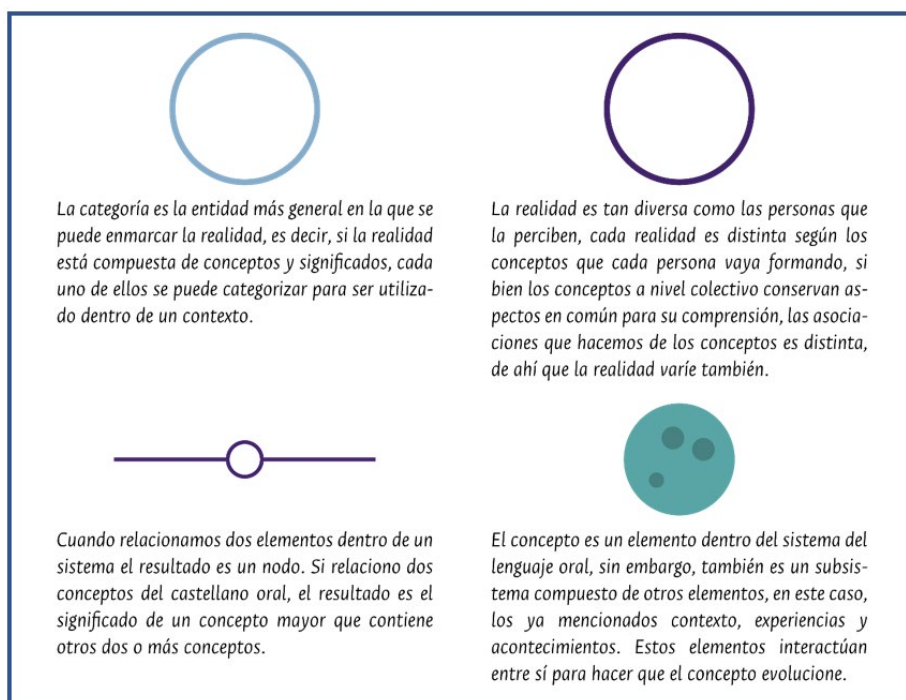 La categoría es la entidad más general en la que se
puede enmarcar la realidad, es decir, si la realidad
está compuesta de conceptos y significados, cada
uno de ellos se puede categorizar para ser utiliza-
do dentro de un contexto.
La realidad es tan diversa como las personas que
la perciben, cada realidad es distinta según los
conceptos que cada persona vaya formando, si
bien los conceptos a nivel colectivo conservan as-
pectos en común para su comprensión, las asocia-
ciones que hacemos de los conceptos es distinta,
de ahí que la realidad varíe también.
Cuando relacionamos dos elementos dentro de un
sistema el resultado es un nodo. Si relaciono dos
conceptos del castellano oral, el resultado es el
significado de un concepto mayor que contiene
otros dos o más conceptos.
El concepto es un elemento dentro del sistema del
lenguaje oral, sin embargo, también es un subsis-
tema compuesto de otros elementos, en este caso,
los ya mencionados contexto, experiencias y
acontecimientos. Estos elementos interactúan
entre sí para hacer que el concepto evolucione.